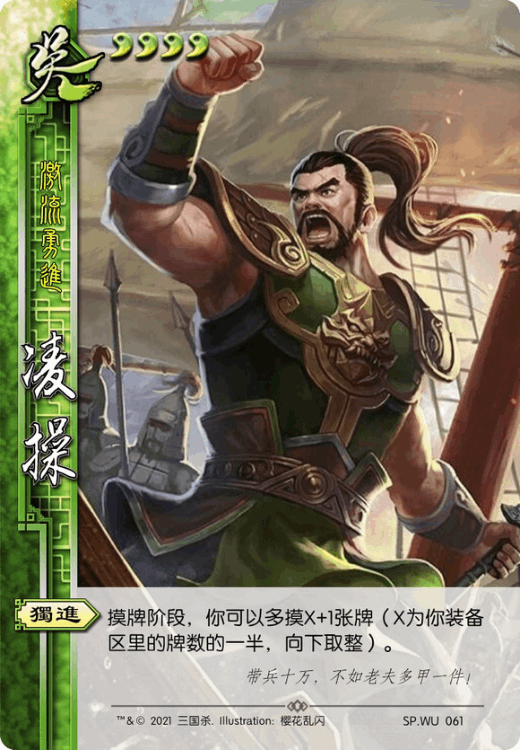 吴
激流勇進
凌操
獨進
摸牌阶段，你可以多摸X+1张牌（X为你装备
区里的牌数的一半，向下取整）。
带兵十万，不如老夫多甲一件！
™&© 2021 三国杀. Illustration: 樱花乱闪
SP.WU 061